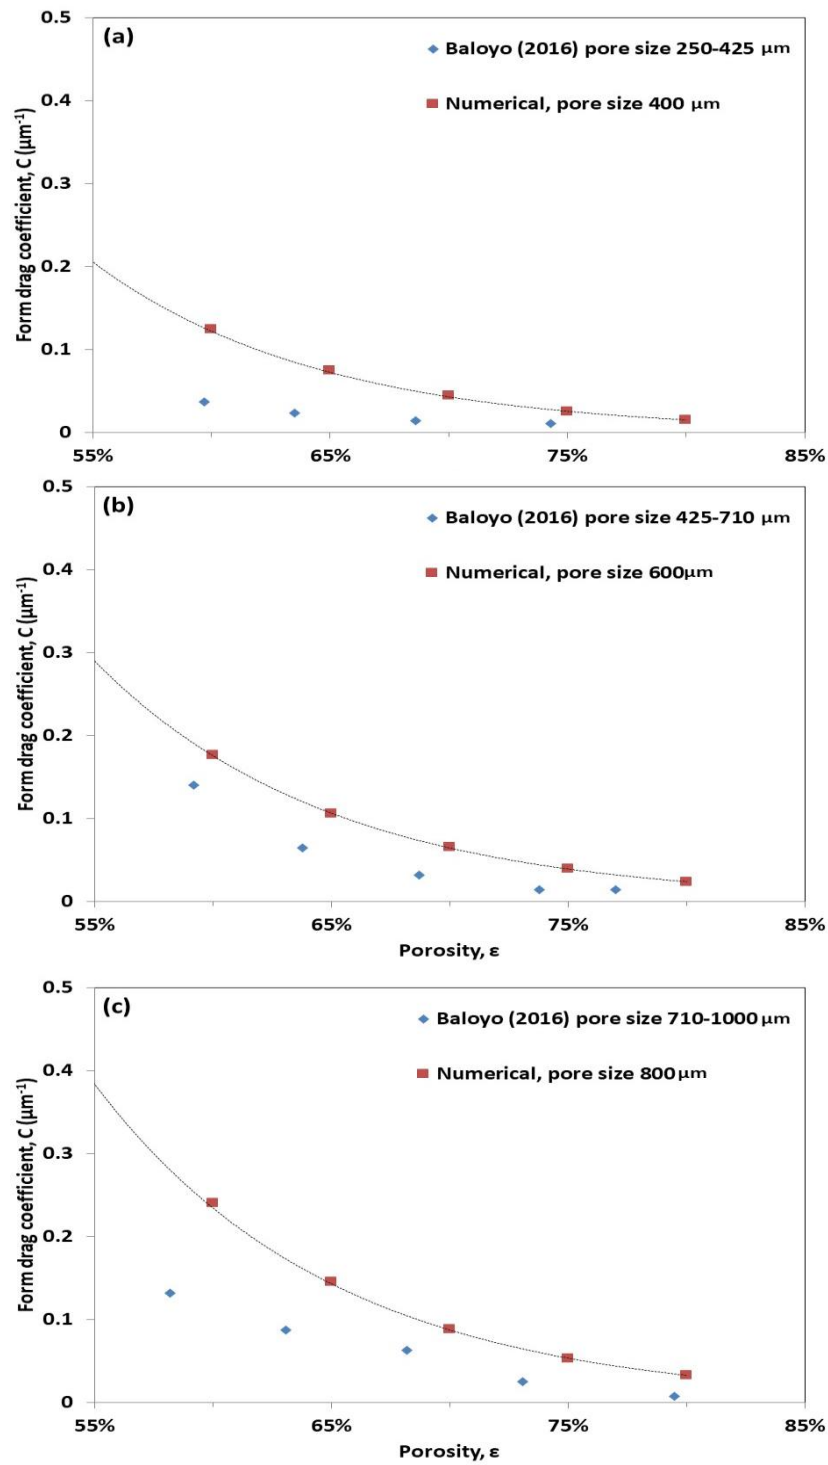 (a)
Baloyo (2016) pore size 250-425 µm
Numerical, pore size 400 µm
Form drag coefficient, C (µm⁻¹)
0.5
0.4
0.3
0.2
0.1
0
55%
65%
75%
85%
(b)
Baloyo (2016) pore size 425-710 µm
Numerical, pore size 600µm
Form drag coefficient, C (µm⁻¹)
0.5
0.4
0.3
0.2
0.1
0
55%
65%
75%
85%
Porosity, ε
(c)
Baloyo (2016) pore size 710-1000 µm
Numerical, pore size 800µm
Form drag coefficient, C (µm⁻¹)
0.5
0.4
0.3
0.2
0.1
0
55%
65%
75%
85%
Porosity, ε